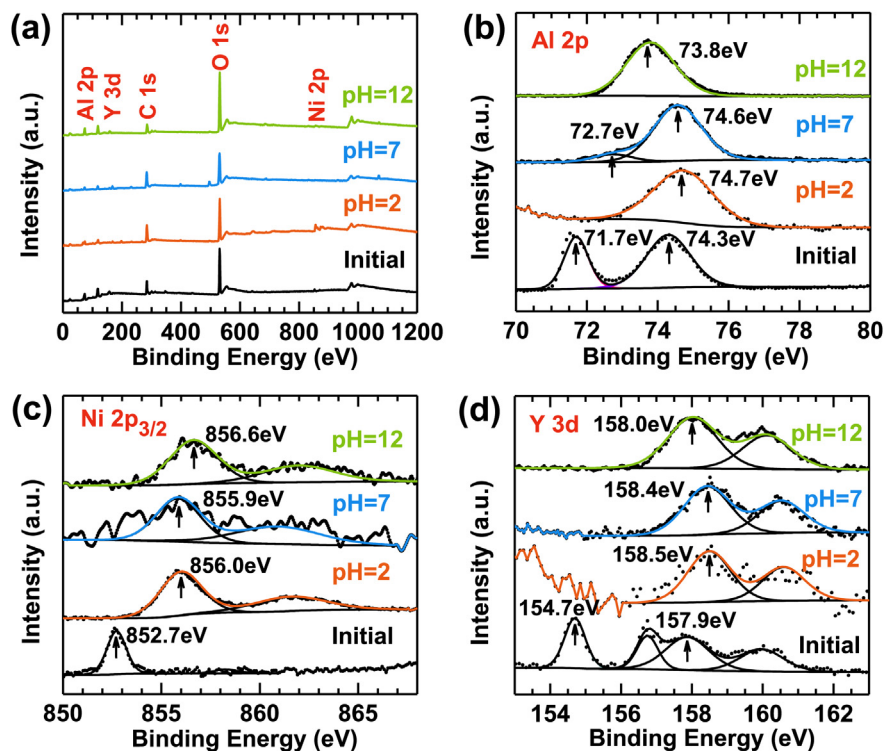 (a)
Al 2p
Y 3d
C 1s
O 1s
Ni 2p
pH=12
pH=7
pH=2
Initial
Intensity (a.u.)
0 200 400 600 800 1000 1200
Binding Energy (eV)
(b)
Al 2p
73.8eV
pH=12
74.6eV
72.7eV
pH=7
74.7eV
pH=2
71.7eV
74.3eV
Initial
Intensity (a.u.)
70 72 74 76 78 80
Binding Energy (eV)
(c)
Ni 2p3/2
856.6eV
pH=12
855.9eV
pH=7
856.0eV
pH=2
852.7eV
Initial
Intensity (a.u.)
850 855 860 865
Binding Energy (eV)
(d)
Y 3d
158.0eV
pH=12
158.4eV
pH=7
158.5eV
pH=2
154.7eV
157.9eV
Initial
Intensity (a.u.)
154 156 158 160 162
Binding Energy (eV)